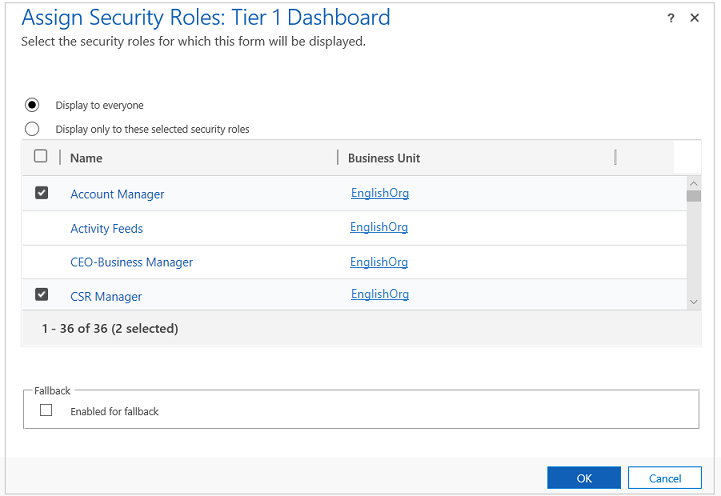 Assign Security Roles: Tier 1 Dashboard
? ×
Select the security roles for which this form will be displayed.
Display to everyone
Display only to these selected security roles
Name Business Unit
Account Manager EnglishOrg
Activity Feeds EnglishOrg
CEO-Business Manager EnglishOrg
CSR Manager EnglishOrg
1 - 36 of 36 (2 selected)
Fallback
Enabled for fallback
OK Cancel